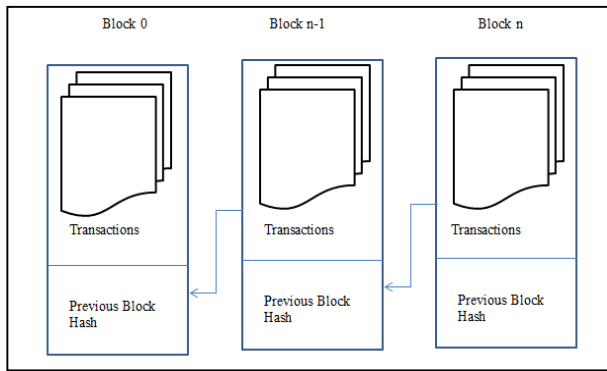 Block 0
Block n-1
Block n
Transactions
Transactions
Transactions
Previous Block
Hash
Previous Block
Hash
Previous Block
Hash